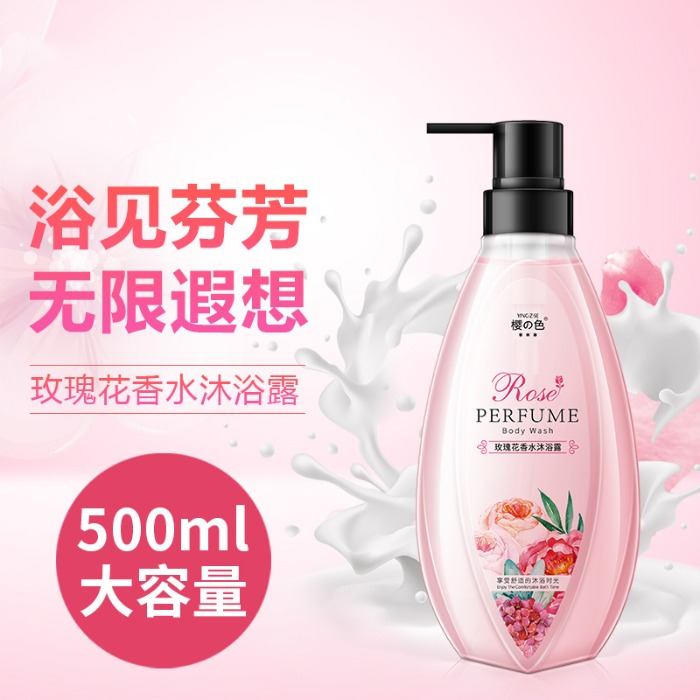 浴见芬芳
无限遐想
玫瑰花香水沐浴露
500ml
大容量
YINGZSE
樱の色®
Rose
PERFUME
Body Wash
玫瑰花香水沐浴露
享受舒适的沐浴时光
Enjoy The Comfortable Bath Time